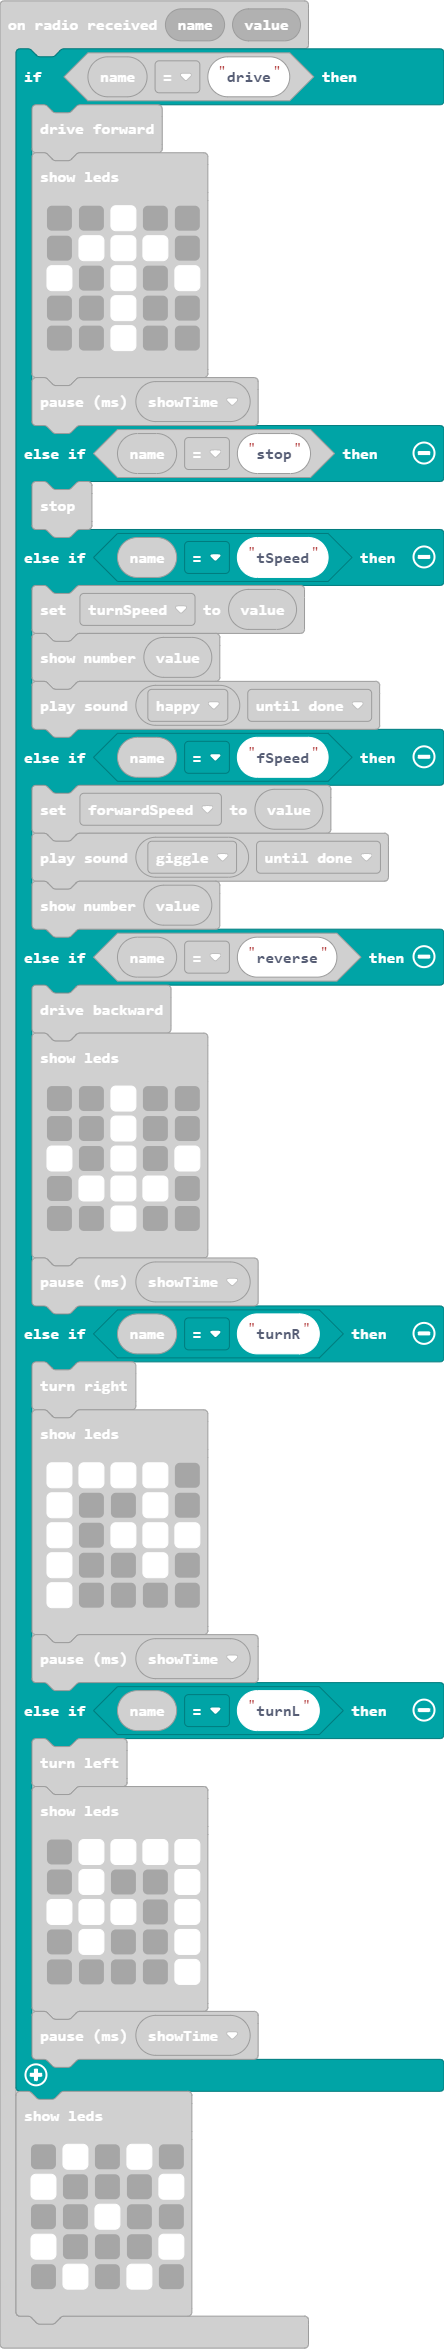 on radio received name value
if name = "drive" then
drive forward
show leds
pause (ms) showTime
else if name = "stop" then
stop
else if name = "tSpeed" then
set turnSpeed to value
show number value
play sound happy until done
else if name = "fSpeed" then
set forwardSpeed to value
play sound giggle until done
show number value
else if name = "reverse" then
drive backward
show leds
pause (ms) showTime
else if name = "turnR" then
turn right
show leds
pause (ms) showTime
else if name = "turnL" then
turn left
show leds
pause (ms) showTime
show leds